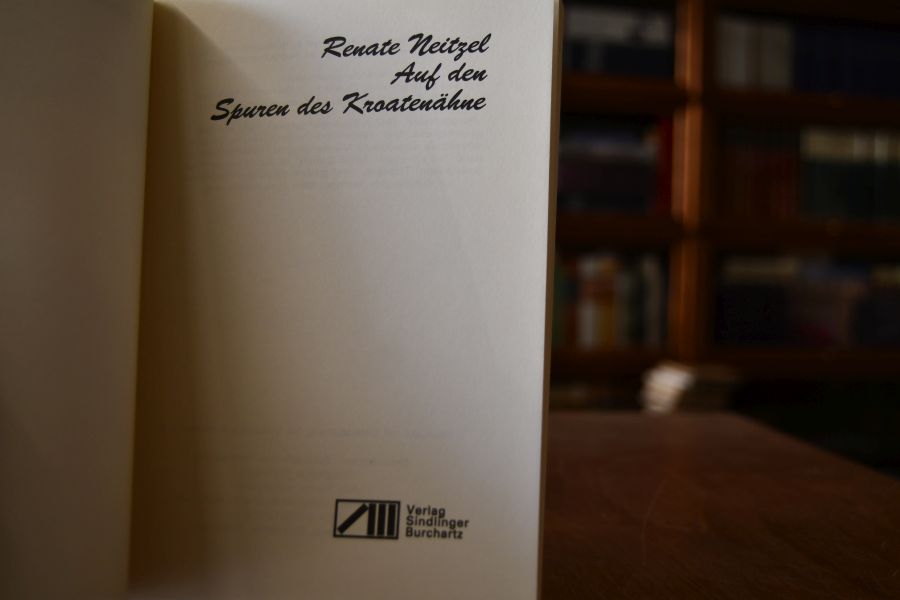 Renate Neitzel
Auf den
Spuren des Kroatenähne
Verlag
Sindlinger
Burchartz